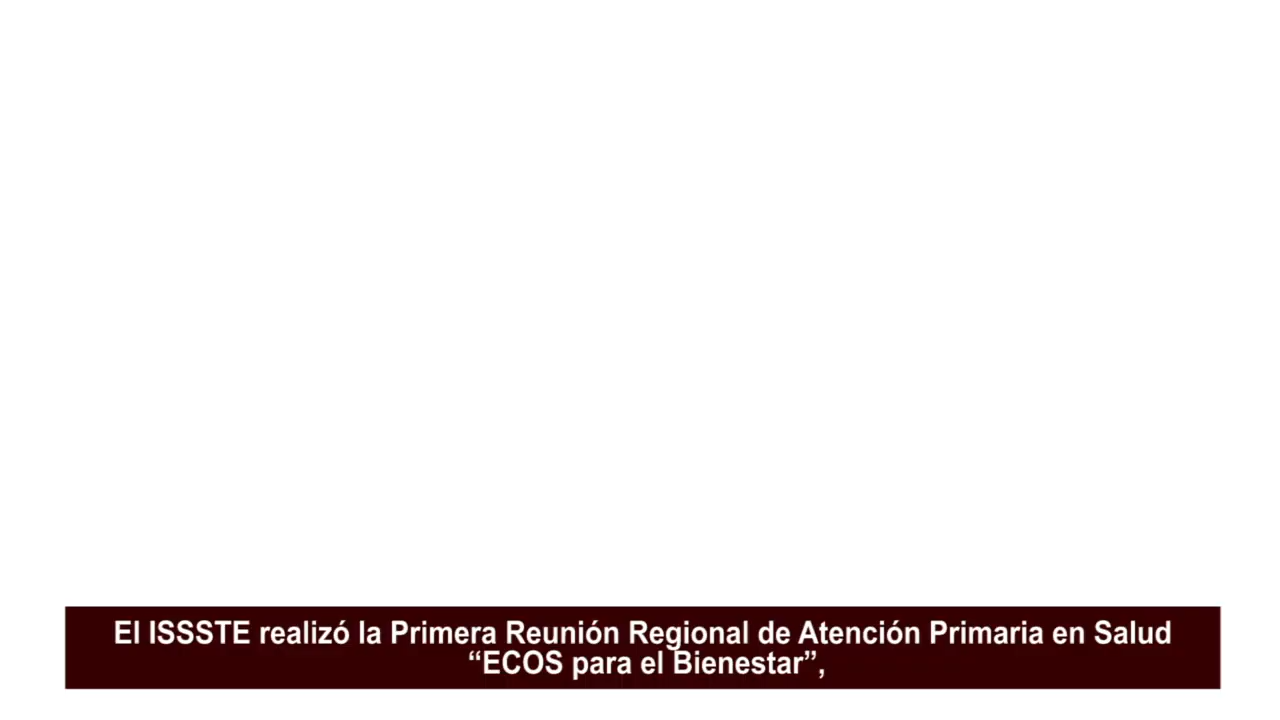 El ISSSTE realizó la Primera Reunión Regional de Atención Primaria en Salud
“ECOS para el Bienestar”,